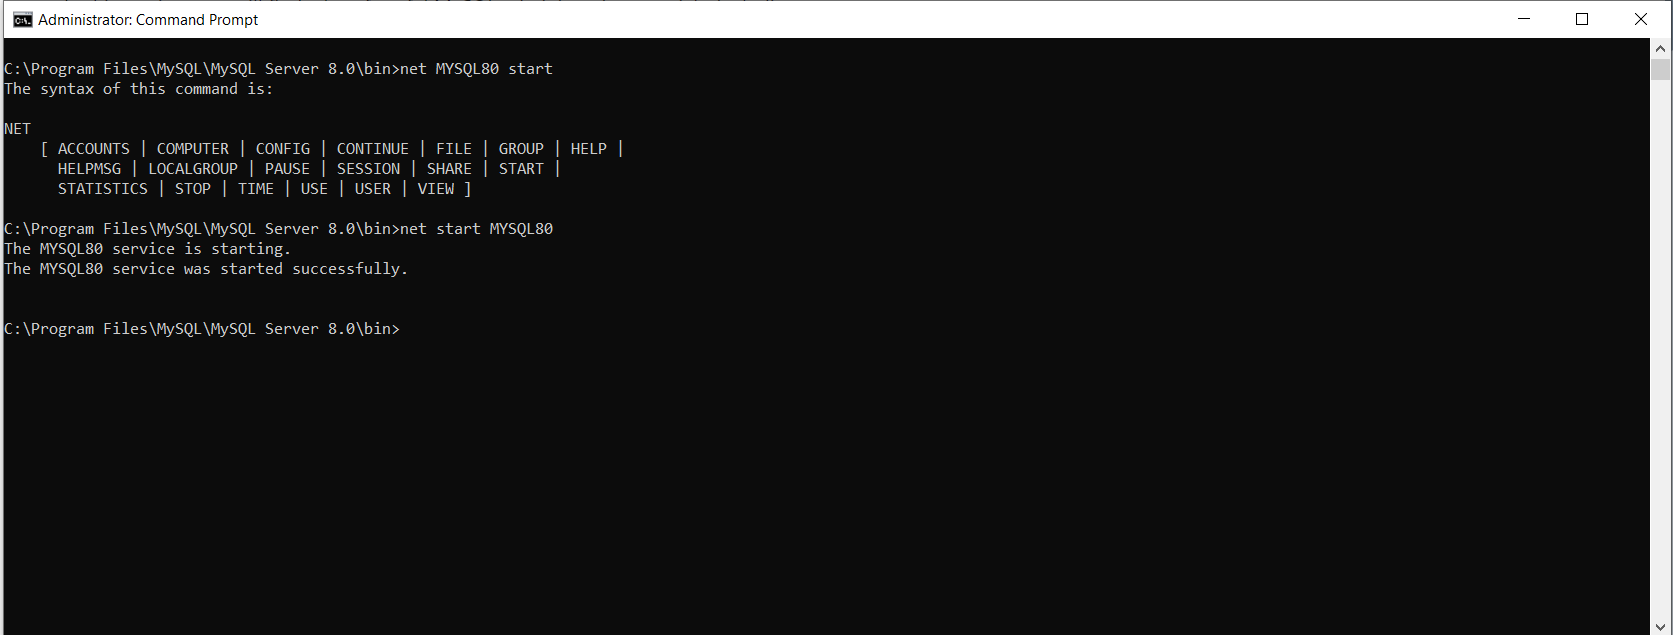 Administrator: Command Prompt
C:\Program Files\MySQL\MySQL Server 8.0\bin>net MYSQL80 start
The syntax of this command is:
NET
[ ACCOUNTS | COMPUTER | CONFIG | CONTINUE | FILE | GROUP | HELP |
HELPMSG | LOCALGROUP | PAUSE | SESSION | SHARE | START |
STATISTICS | STOP | TIME | USE | USER | VIEW ]
C:\Program Files\MySQL\MySQL Server 8.0\bin>net start MYSQL80
The MYSQL80 service is starting.
The MYSQL80 service was started successfully.
C:\Program Files\MySQL\MySQL Server 8.0\bin>